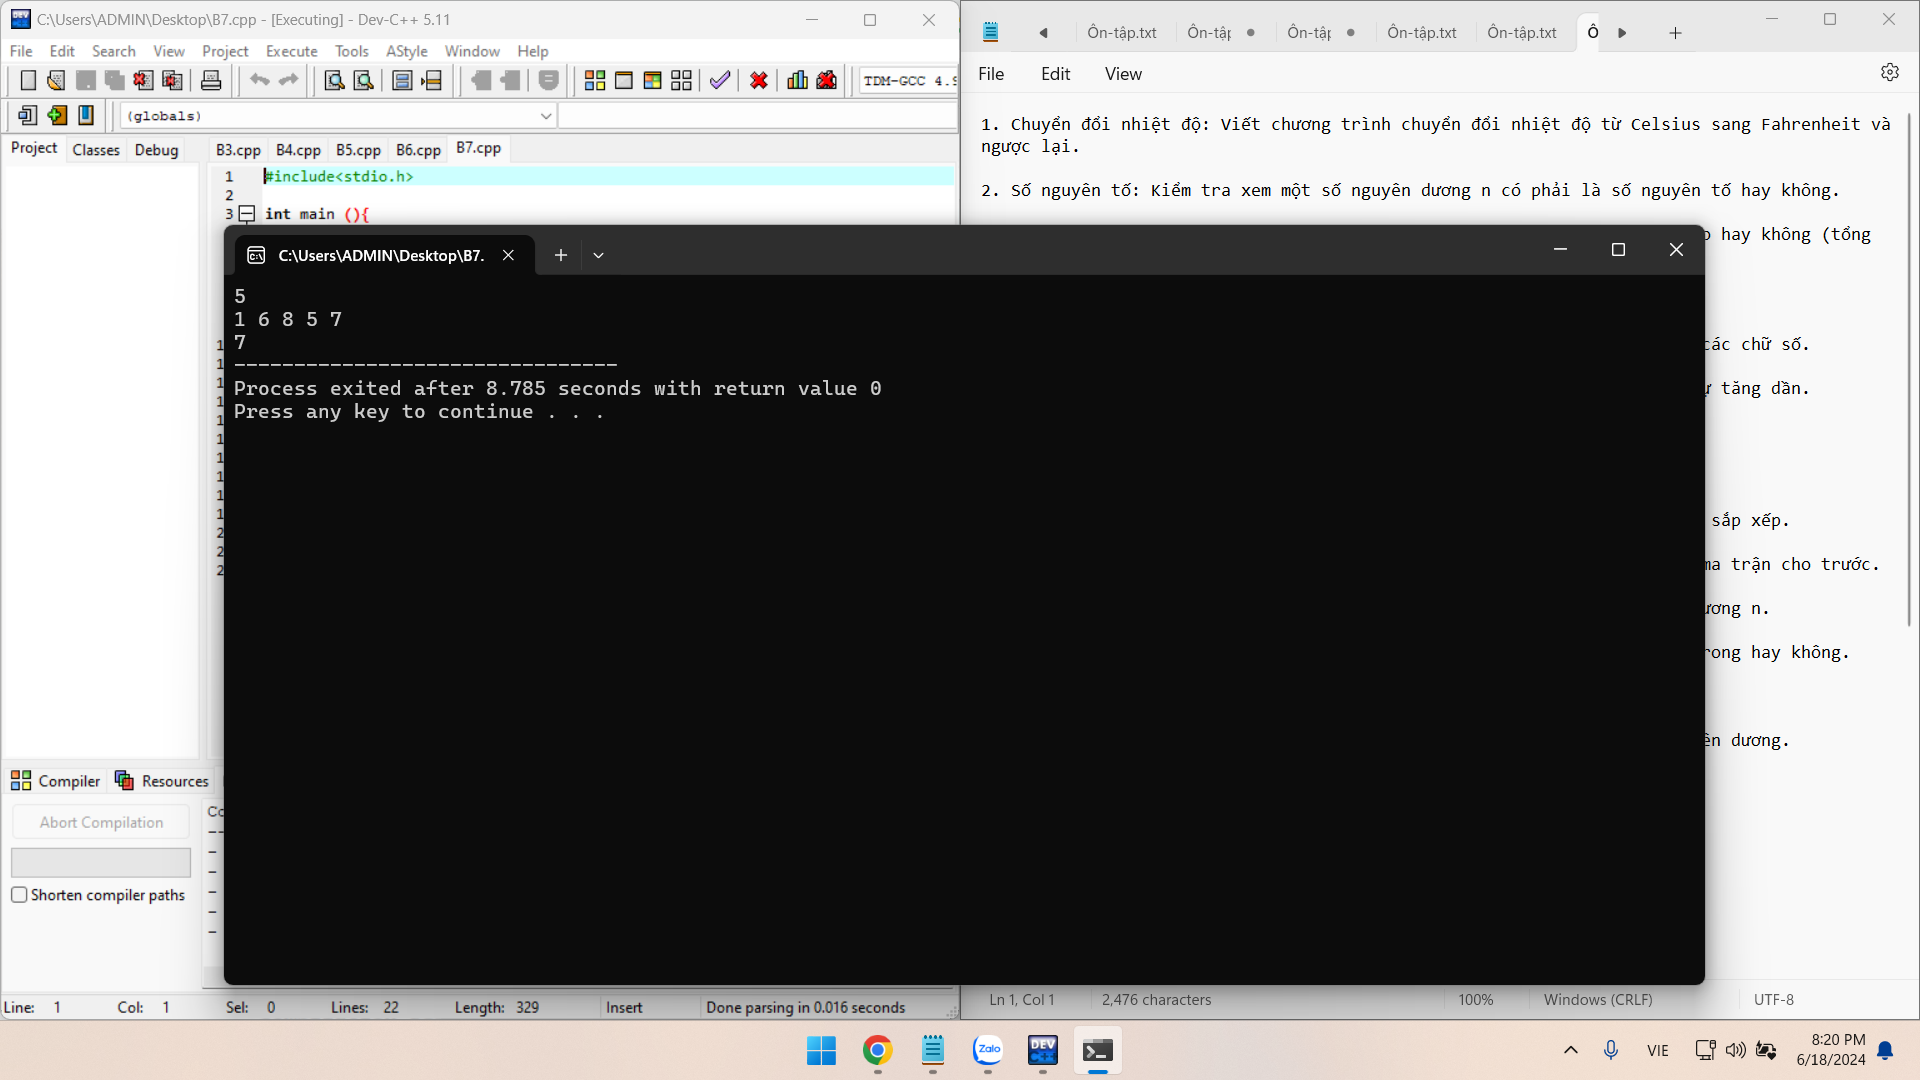 C:\Users\ADMIN\Desktop\B7.cpp - [Executing] - Dev-C++ 5.11
File Edit Search View Project Execute Tools AStyle Window Help
TDM-GCC 4.9
(globals)
Project Classes Debug
B3.cpp B4.cpp B5.cpp B6.cpp B7.cpp
1 #include<stdio.h>
2
3 int main (){
C:\Users\ADMIN\Desktop\B7.
5
1 6 8 5 7
7
--------------------------------
Process exited after 8.785 seconds with return value 0
Press any key to continue . . .
Compiler Resources
Abort Compilation
Shorten compiler paths
Line: 1 Col: 1 Sel: 0 Lines: 22 Length: 329 Insert Done parsing in 0.016 seconds
Ôn-tập.txt Ôn-tập Ôn-tập Ôn-tập.txt Ôn-tập.txt Ô
File Edit View
1. Chuyển đổi nhiệt độ: Viết chương trình chuyển đổi nhiệt độ từ Celsius sang Fahrenheit và
ngược lại.
2. Số nguyên tố: Kiểm tra xem một số nguyên dương n có phải là số nguyên tố hay không.
hay không (tổng
các chữ số.
tăng dần.
sắp xếp.
ma trận cho trước.
ương n.
rong hay không.
ên dương.
Ln 1, Col 1 2,476 characters 100% Windows (CRLF) UTF-8
Zalo
DEV C++
VIE
8:20 PM
6/18/2024